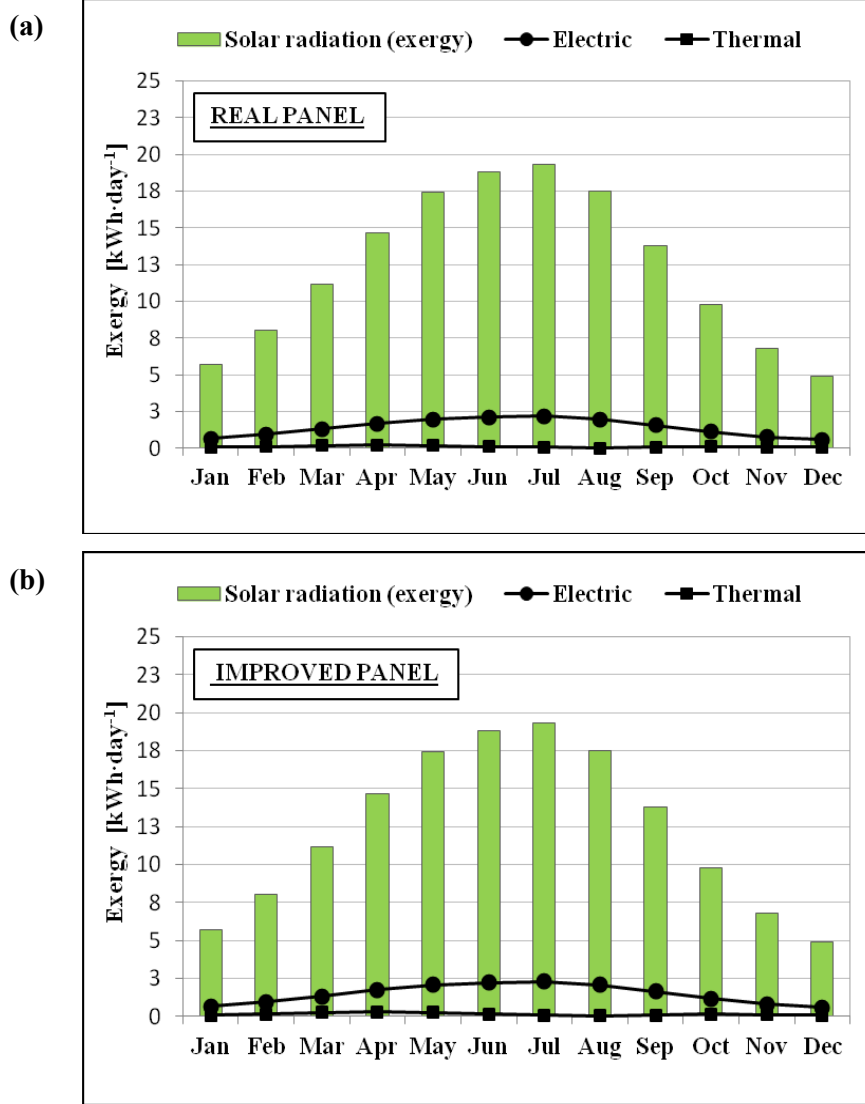 (a)
Solar radiation (exergy) Electric Thermal
REAL PANEL
Exergy [kWh·day⁻¹]
25
23
20
18
15
13
10
8
5
3
0
Jan Feb Mar Apr May Jun Jul Aug Sep Oct Nov Dec
(b)
Solar radiation (exergy) Electric Thermal
IMPROVED PANEL
Exergy [kWh·day⁻¹]
25
23
20
18
15
13
10
8
5
3
0
Jan Feb Mar Apr May Jun Jul Aug Sep Oct Nov Dec